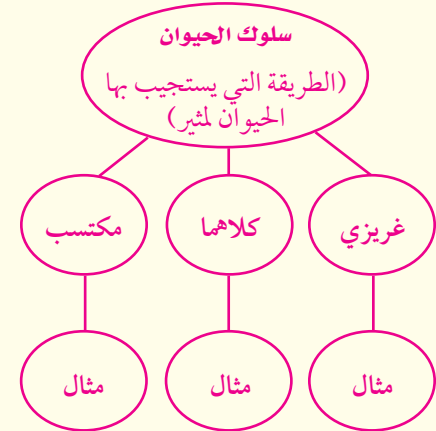 سلوك الحيوان
(الطريقة التي يستجيب بها
الحيوان لمثير)
غريزي
كلاهما
مكتسب
مثال
مثال
مثال